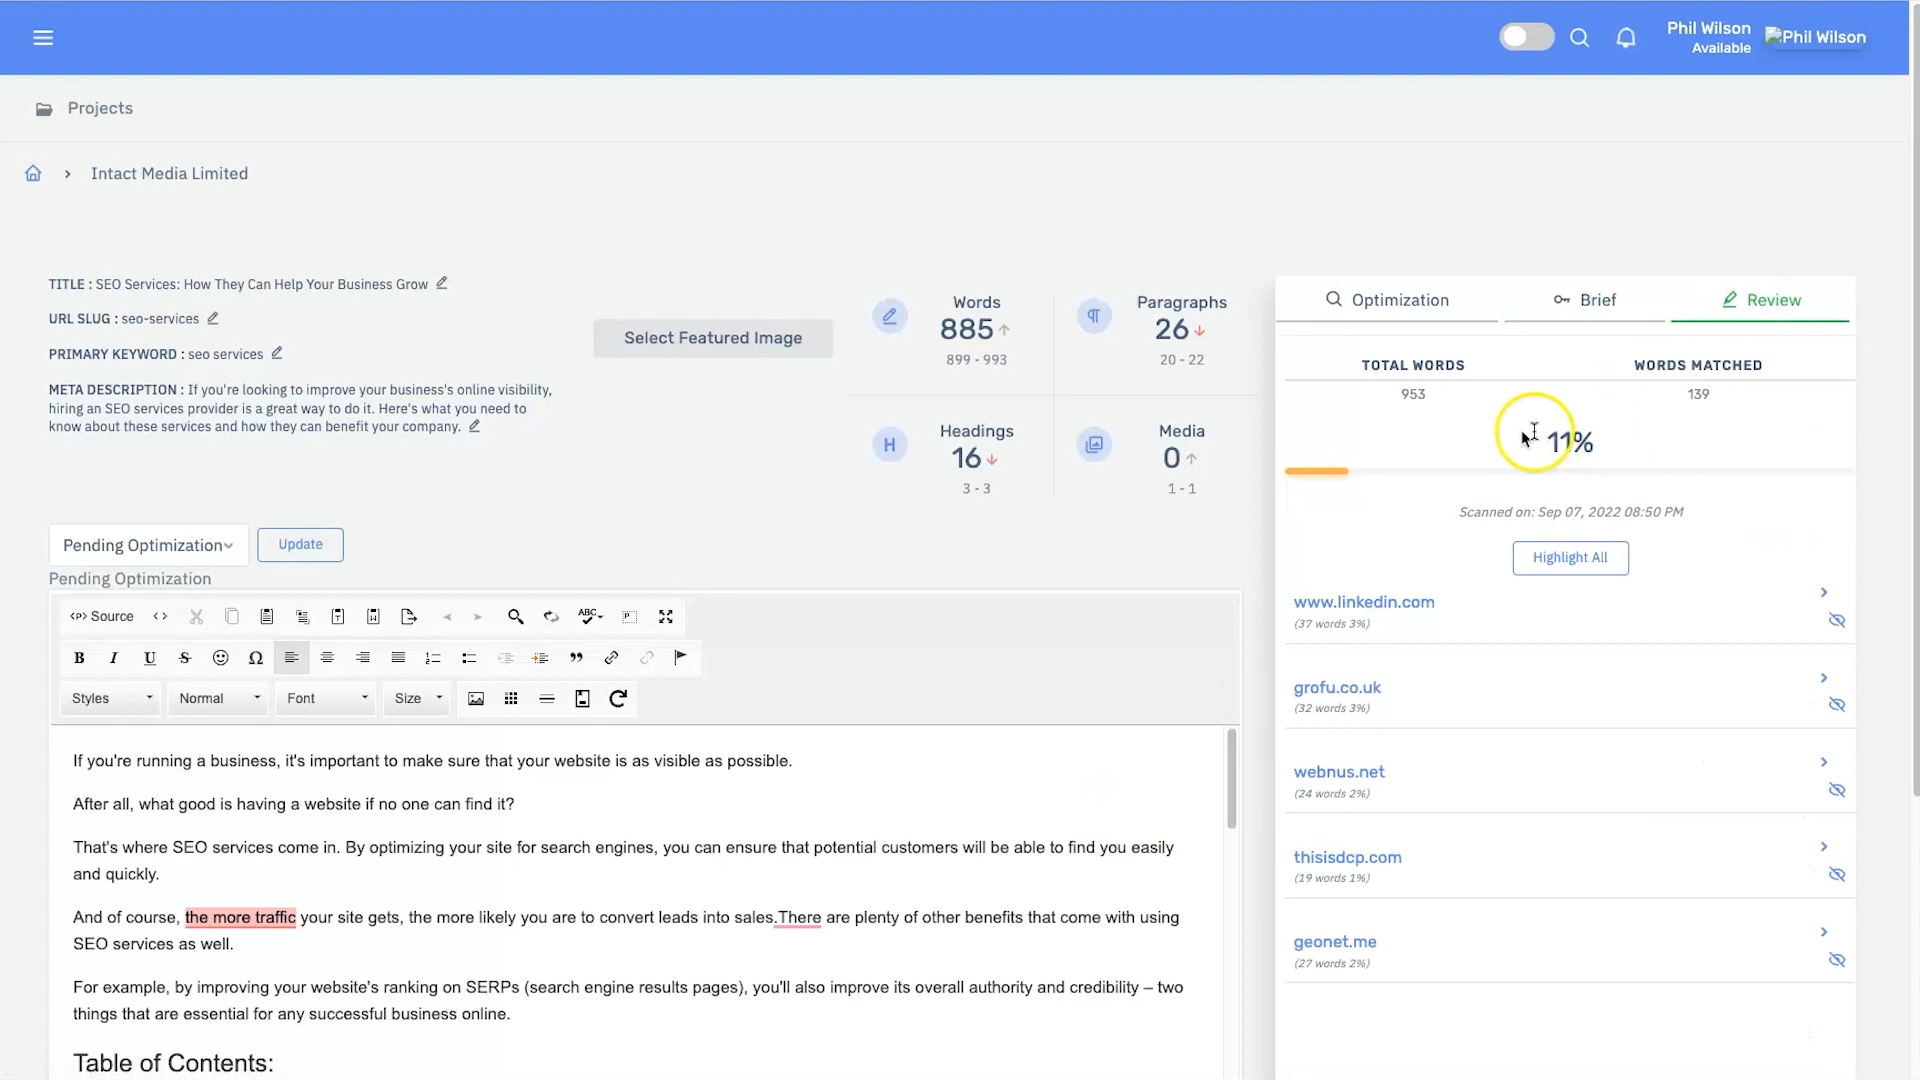 Phil Wilson
Available
Phil Wilson
Projects
Intact Media Limited
TITLE : SEO Services: How They Can Help Your Business Grow
URL SLUG : seo-services
PRIMARY KEYWORD : seo services
META DESCRIPTION : If you're looking to improve your business's online visibility,
hiring an SEO services provider is a great way to do it. Here's what you need to
know about these services and how they can benefit your company.
Select Featured Image
Words
885
899 - 993
Paragraphs
26
20 - 22
Headings
16
3 - 3
Media
0
1 - 1
Pending Optimization
Update
Pending Optimization
Source
ABC
B I U S Ω
Styles Normal Font Size
If you're running a business, it's important to make sure that your website is as visible as possible.
After all, what good is having a website if no one can find it?
That's where SEO services come in. By optimizing your site for search engines, you can ensure that potential customers will be able to find you easily
and quickly.
And of course, the more traffic your site gets, the more likely you are to convert leads into sales.There are plenty of other benefits that come with using
SEO services as well.
For example, by improving your website's ranking on SERPs (search engine results pages), you'll also improve its overall authority and credibility – two
things that are essential for any successful business online.
Table of Contents:
Optimization
Brief
Review
TOTAL WORDS
WORDS MATCHED
953
139
11%
Scanned on: Sep 07, 2022 08:50 PM
Highlight All
www.linkedin.com
(37 words 3%)
grofu.co.uk
(32 words 3%)
webnus.net
(24 words 2%)
thisisdcp.com
(19 words 1%)
geonet.me
(27 words 2%)